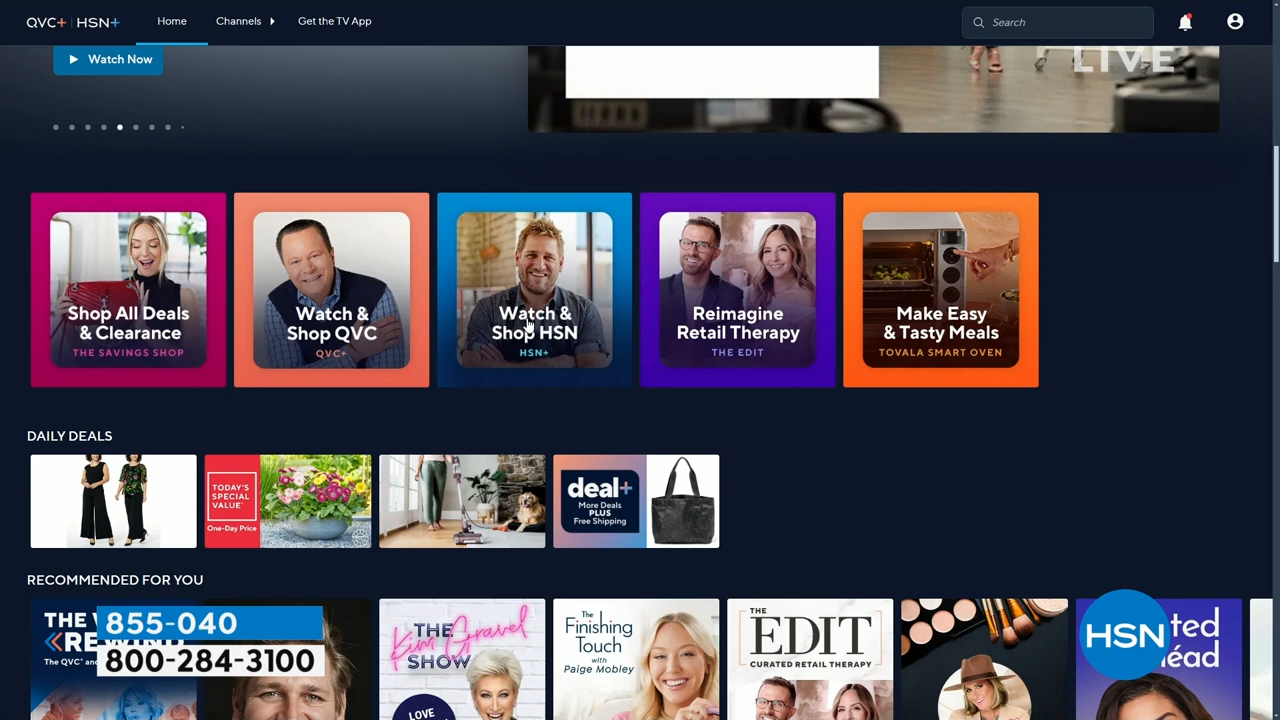 QVC+ | HSN+
Home
Channels
Get the TV App
Search
Watch Now
LIVE
Shop All Deals
& Clearance
THE SAVINGS SHOP
Watch &
Shop QVC
QVC+
Watch &
Shop HSN
HSN+
Reimagine
Retail Therapy
THE EDIT
Make Easy
& Tasty Meals
TOVALA SMART OVEN
DAILY DEALS
TODAY'S
SPECIAL
VALUE
One-Day Price
deal+
More Deals
PLUS
Free Shipping
RECOMMENDED FOR YOU
THE
The QVC+
THE
Kim Gravel
SHOW
LOVE
The
Finishing
Touch
with
Paige Mobley
THE
EDIT
CURATED RETAIL THERAPY
855-040
800-284-3100
HSN